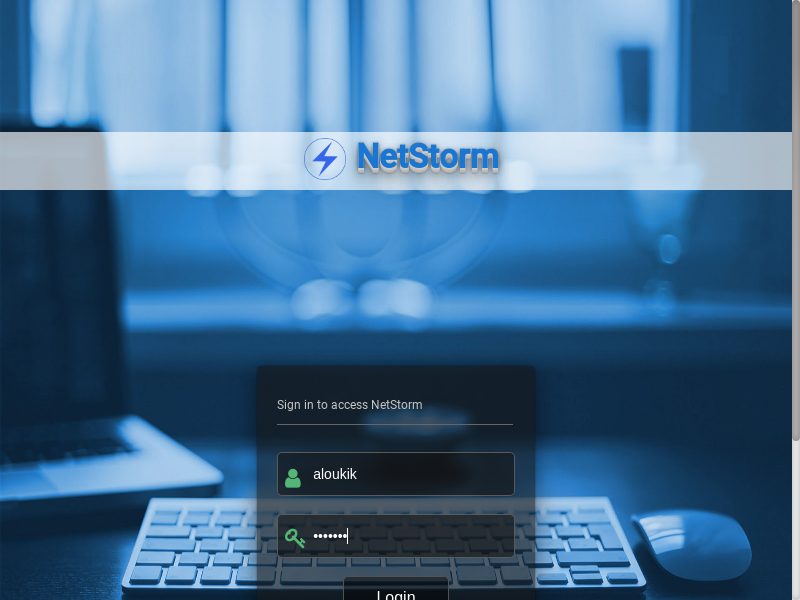 NetStorm
Sign in to access NetStorm
aloukik
•••••••
Login